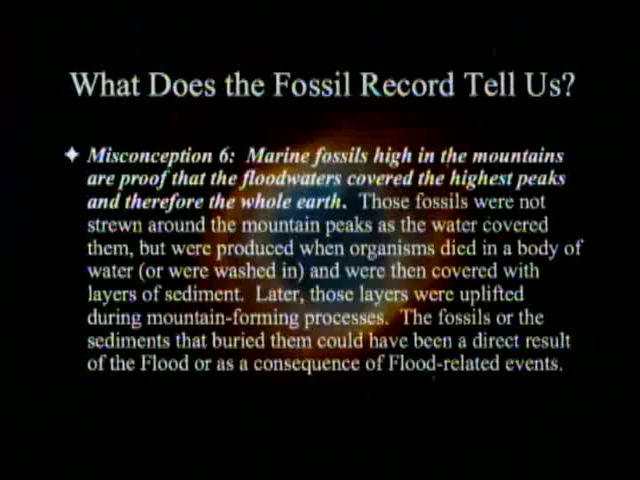 What Does the Fossil Record Tell Us?
Misconception 6: Marine fossils high in the mountains
are proof that the floodwaters covered the highest peaks
and therefore the whole earth. Those fossils were not
strewn around the mountain peaks as the water covered
them, but were produced when organisms died in a body of
water (or were washed in) and were then covered with
layers of sediment. Later, those layers were uplifted
during mountain-forming processes. The fossils or the
sediments that buried them could have been a direct result
of the Flood or as a consequence of Flood-related events.